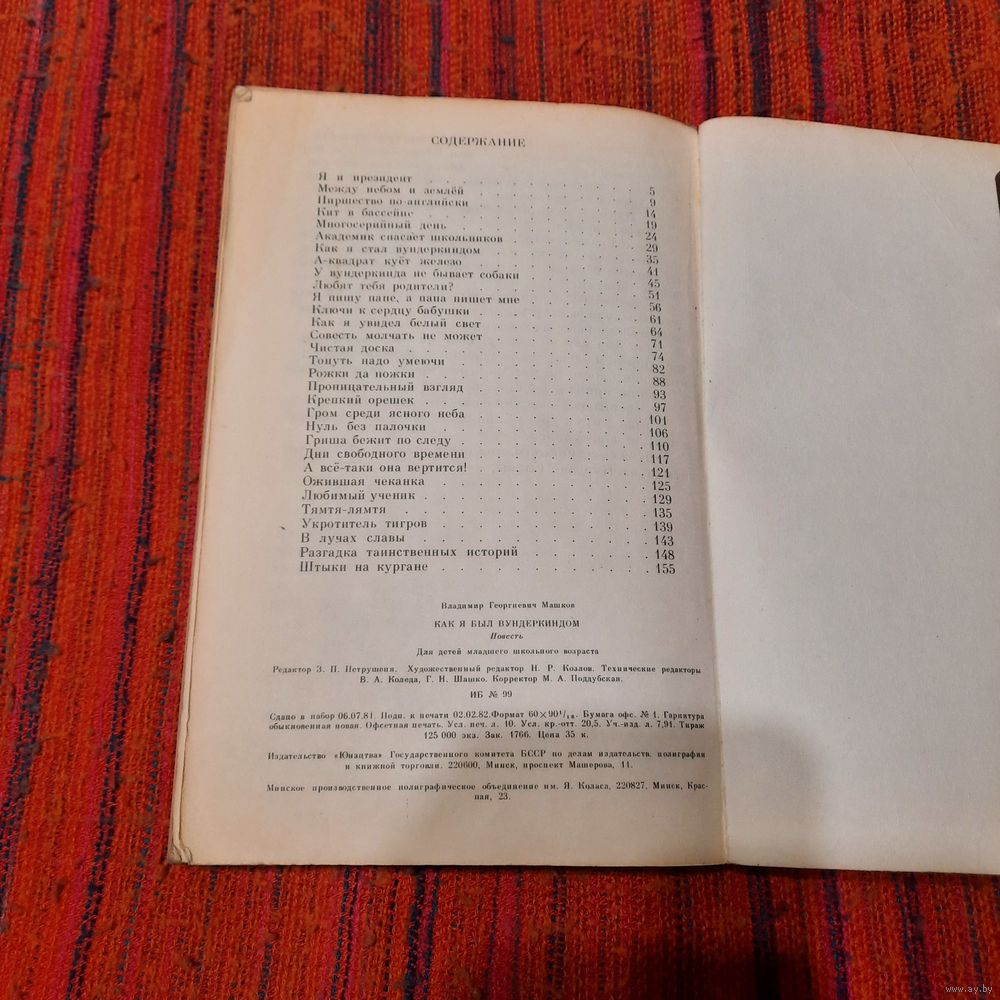 СОДЕРЖАНИЕ
Я и президент . . . . . . . . . . 5
Между небом и землёй . . . . . . . . 9
Пиршество по-английски . . . . . . . . 14
Кит в бассейне . . . . . . . . . . 19
Многосерийный день . . . . . . . . . 24
Академик спасает школьников . . . . . . 29
Как я стал вундеркиндом . . . . . . . 35
А-квадрат куёт железо . . . . . . . . 41
У вундеркинда не бывает собаки . . . . . 45
Любят тебя родители? . . . . . . . . 51
Я пишу папе, а папа пишет мне . . . . . 56
Ключи к сердцу бабушки . . . . . . . 61
Как я увидел белый свет . . . . . . . 64
Совесть молчать не может . . . . . . . 71
Чистая доска . . . . . . . . . . 74
Тонуть надо умеючи . . . . . . . . . 82
Рожки да ножки . . . . . . . . . . 88
Проницательный взгляд . . . . . . . . 93
Крепкий орешек . . . . . . . . . . 97
Гром среди ясного неба . . . . . . . . 101
Нуль без палочки . . . . . . . . . 106
Гриша бежит по следу . . . . . . . . 110
Дни свободного времени . . . . . . . . 117
А всё-таки она вертится! . . . . . . . 121
Ожившая чеканка . . . . . . . . . 125
Любимый ученик . . . . . . . . . . 129
Тямтя-лямтя . . . . . . . . . . . 135
Укротитель тигров . . . . . . . . . 139
В лучах славы . . . . . . . . . . 143
Разгадка таинственных историй . . . . . . 148
Штыки на кургане . . . . . . . . . 155
Владимир Георгиевич Машков
КАК Я БЫЛ ВУНДЕРКИНДОМ
Повесть
Для детей младшего школьного возраста
Редактор З. П. Петрушеня. Художественный редактор Н. Р. Козлов. Технические редакторы
В. А. Коледа, Г. Н. Шашко. Корректор М. А. Поддубская.
ИБ № 99
Сдано в набор 06.07.81. Подп. к печати 02.02.82. Формат 60×90¹/₁₆. Бумага офс. № 1. Гарнитура
обыкновенная новая. Офсетная печать. Усл. печ. л. 10. Усл. кр.-отт. 20,5. Уч.-изд. л. 7,91. Тираж
125 000 экз. Зак. 1766. Цена 35 к.
Издательство «Юнацтва» Государственного комитета БССР по делам издательств, полиграфии
и книжной торговли. 220600, Минск, проспект Машерова, 11.
Минское производственное полиграфическое объединение им. Я. Коласа, 220827, Минск, Крас-
ная, 23.
www.ay.by